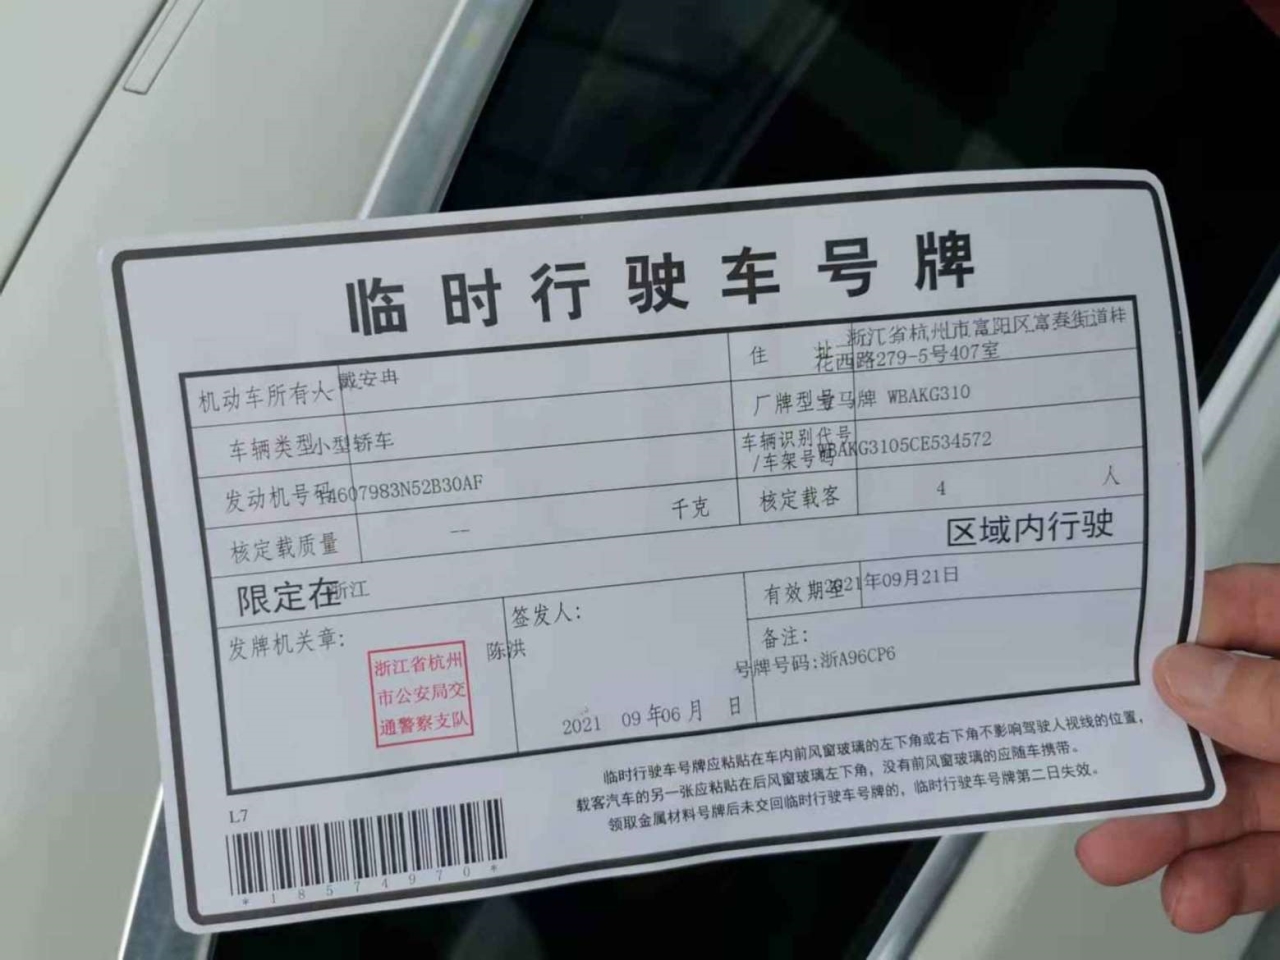 临时行驶车号牌
机动车所有人 戴安冉
住 址 浙江省杭州市富阳区富春街道桂
花西路279-5号407室
车辆类型 小型轿车
厂牌型号 宝马牌 WBAKG310
发动机号码 14607983N52B30AF
车辆识别代号
/车架号码 WBAKG3105CE534572
核定载质量 -- 千克
核定载客 4 人
限定在 浙江 区域内行驶
发牌机关章:
浙江省杭州
市公安局交
通警察支队
签发人:
陈洪
2021 09年06月 日
有效期至 2021年09月21日
备注:
号牌号码:浙A96CP6
临时行驶车号牌应粘贴在车内前风窗玻璃的左下角或右下角不影响驾驶人视线的位置,
载客汽车的另一张应粘贴在后风窗玻璃左下角,没有前风窗玻璃的应随车携带。
领取金属材料号牌后未交回临时行驶车号牌的,临时行驶车号牌第二日失效。
L7
*18574970*